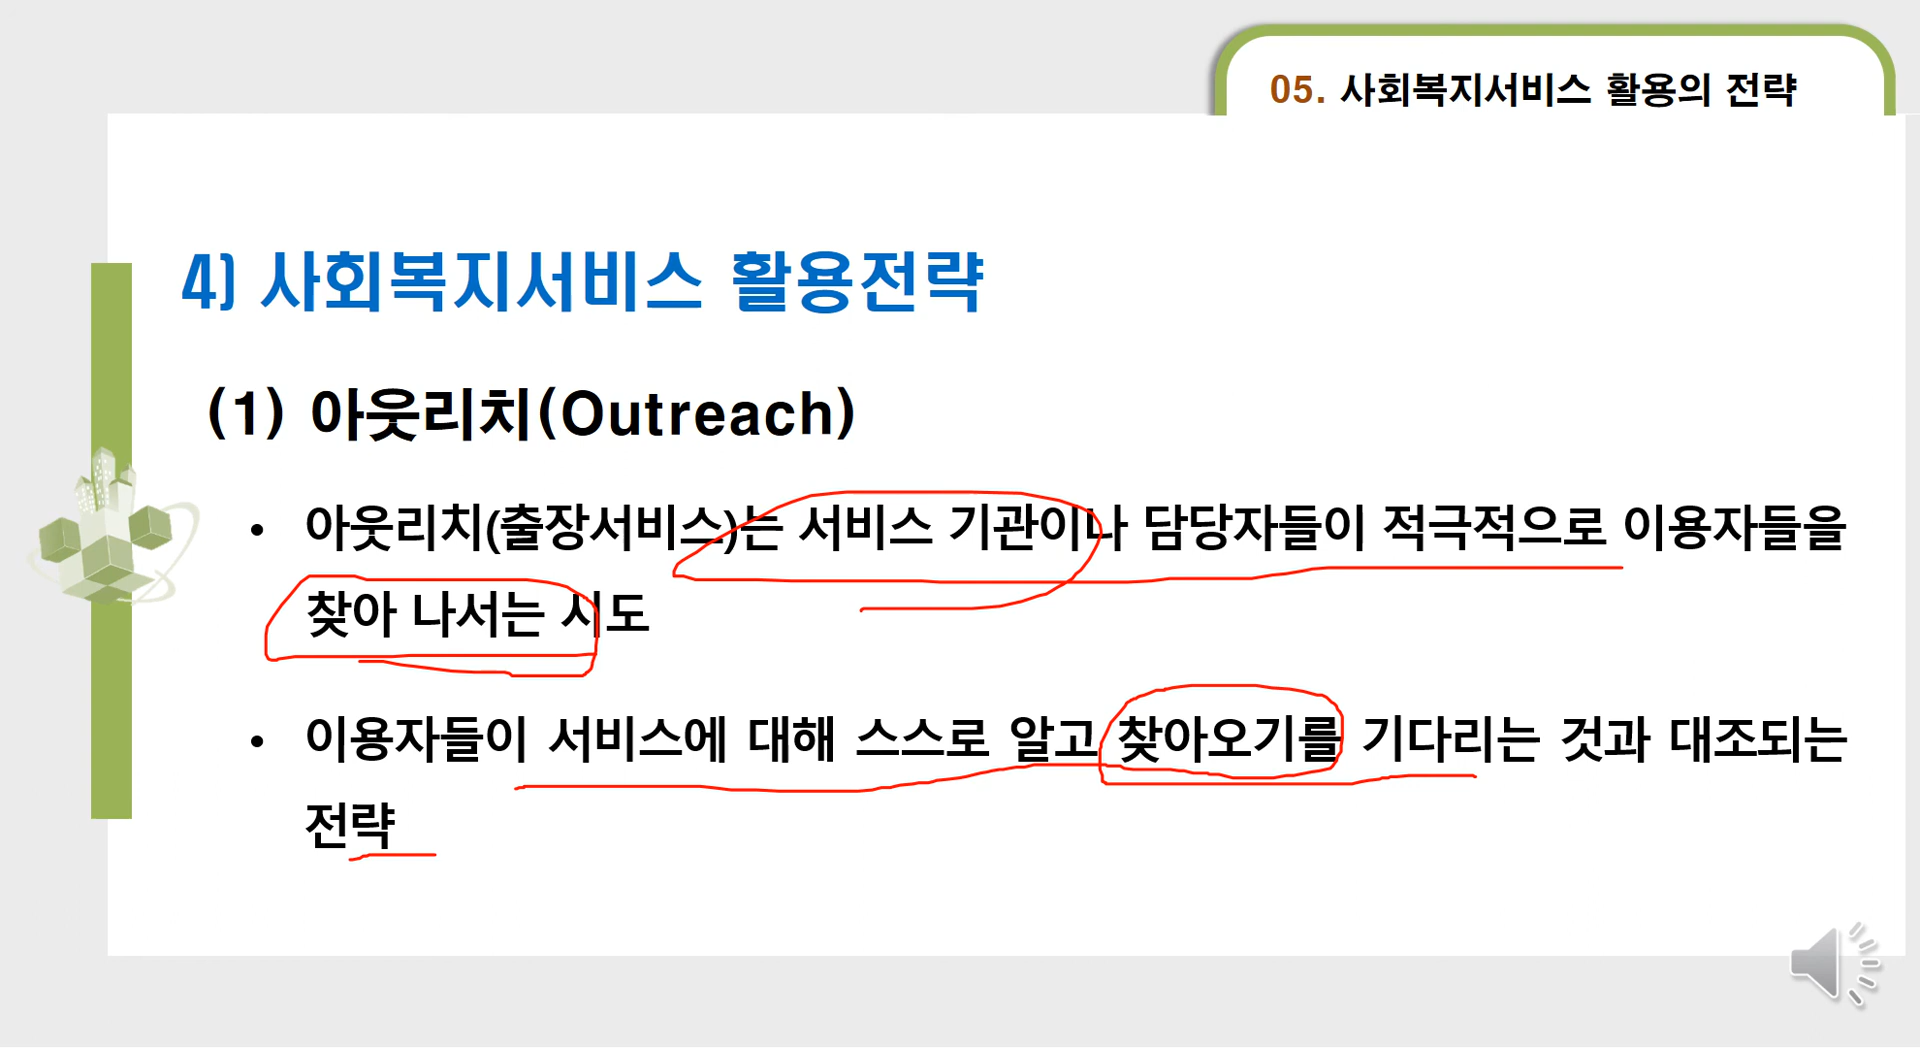 05. 사회복지서비스 활용의 전략
4) 사회복지서비스 활용전략
(1) 아웃리치(Outreach)
• 아웃리치(출장서비스)는 서비스 기관이나 담당자들이 적극적으로 이용자들을
찾아 나서는 시도
• 이용자들이 서비스에 대해 스스로 알고 찾아오기를 기다리는 것과 대조되는
전략